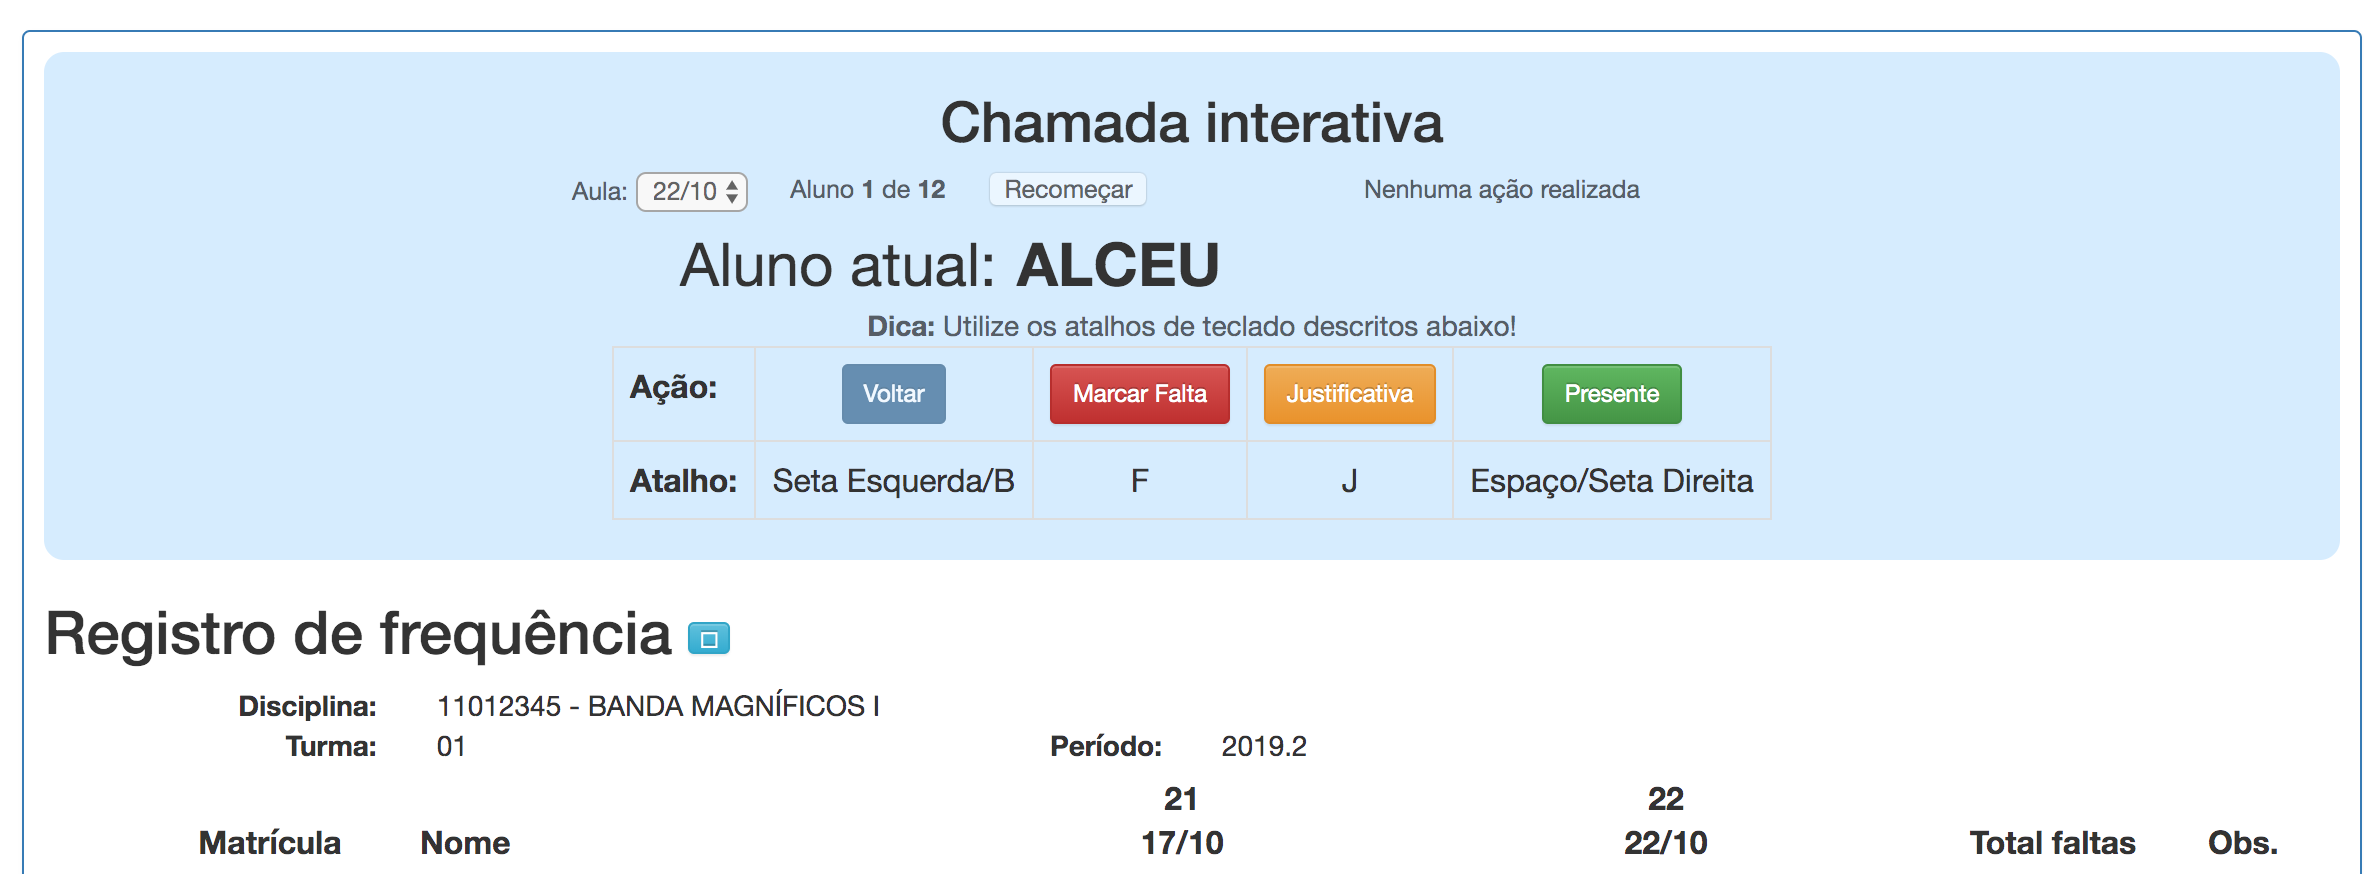 Chamada interativa
Aula: 22/10 Aluno 1 de 12 Recomeçar Nenhuma ação realizada
Aluno atual: ALCEU
Dica: Utilize os atalhos de teclado descritos abaixo!
Ação: Voltar Marcar Falta Justificativa Presente
Atalho: Seta Esquerda/B F J Espaço/Seta Direita
Registro de frequência
Disciplina: 11012345 - BANDA MAGNÍFICOS I
Turma: 01 Período: 2019.2
21 22
Matrícula Nome 17/10 22/10 Total faltas Obs.